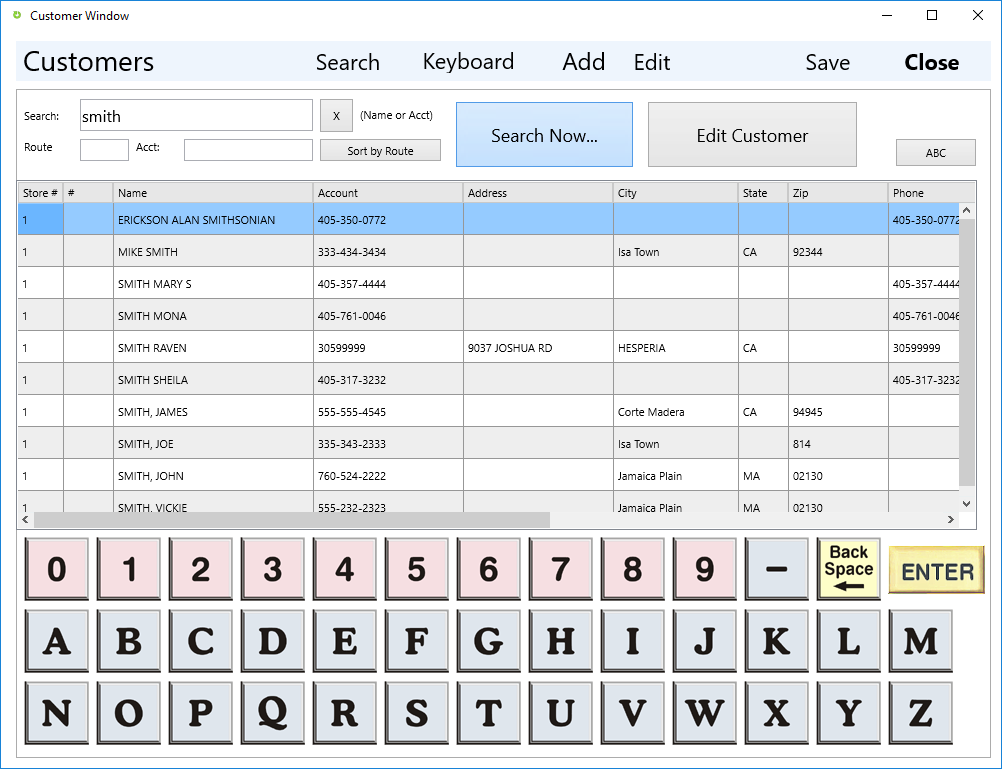 Customer Window
Customers Search Keyboard Add Edit Save Close
Search: smith X (Name or Acct) Search Now... Edit Customer
Route Acct: Sort by Route ABC
Store # # Name Account Address City State Zip Phone
1 ERICKSON ALAN SMITHSONIAN 405-350-0772 405-350-0772
1 MIKE SMITH 333-434-3434 Isa Town CA 92344
1 SMITH MARY S 405-357-4444 405-357-4444
1 SMITH MONA 405-761-0046 405-761-0046
1 SMITH RAVEN 30599999 9037 JOSHUA RD HESPERIA CA 30599999
1 SMITH SHEILA 405-317-3232 405-317-3232
1 SMITH, JAMES 555-555-4545 Corte Madera CA 94945
1 SMITH, JOE 335-343-2333 Isa Town 814
1 SMITH, JOHN 760-524-2222 Jamaica Plain MA 02130
1 SMITH, VICKIE 555-232-2323 Jamaica Plain MA 02130
0 1 2 3 4 5 6 7 8 9 – Back Space ENTER
A B C D E F G H I J K L M
N O P Q R S T U V W X Y Z